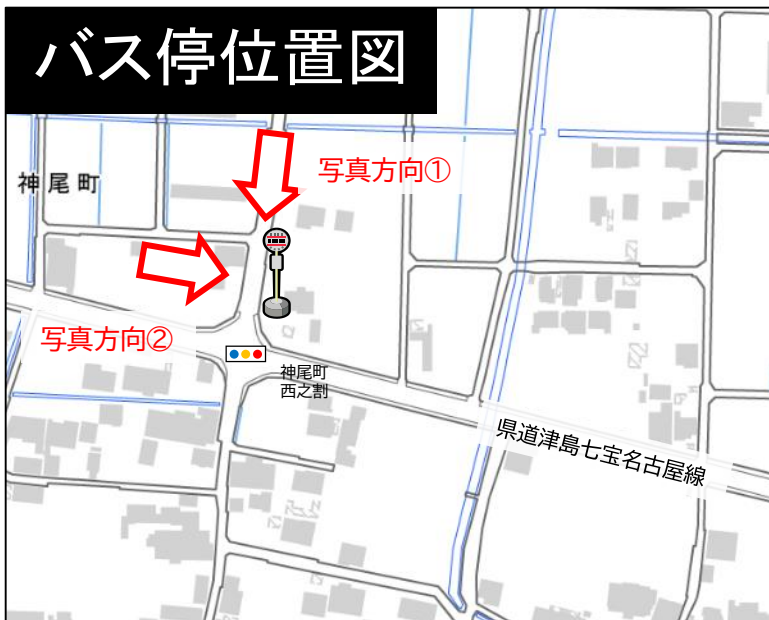 バス停位置図
写真方向①
神尾町
写真方向②
神尾町
西之割
県道津島七宝名古屋線